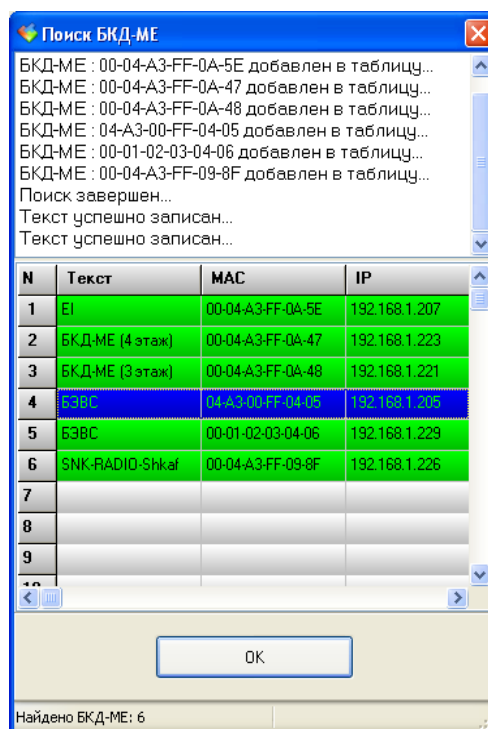 Поиск БКД-МЕ
БКД-МЕ : 00-04-A3-FF-0A-5E добавлен в таблицу...
БКД-МЕ : 00-04-A3-FF-0A-47 добавлен в таблицу...
БКД-МЕ : 00-04-A3-FF-0A-48 добавлен в таблицу...
БКД-МЕ : 04-A3-00-FF-04-05 добавлен в таблицу...
БКД-МЕ : 00-01-02-03-04-06 добавлен в таблицу...
БКД-МЕ : 00-04-A3-FF-09-8F добавлен в таблицу...
Поиск завершен...
Текст успешно записан...
Текст успешно записан...
N Текст MAC IP
1 EI 00-04-A3-FF-0A-5E 192.168.1.207
2 БКД-МЕ (4 этаж) 00-04-A3-FF-0A-47 192.168.1.223
3 БКД-МЕ (3 этаж) 00-04-A3-FF-0A-48 192.168.1.221
4 БЭВС 04-A3-00-FF-04-05 192.168.1.205
5 БЭВС 00-01-02-03-04-06 192.168.1.229
6 SNK-RADIO-Shkaf 00-04-A3-FF-09-8F 192.168.1.226
7
8
9
10
OK
Найдено БКД-МЕ: 6